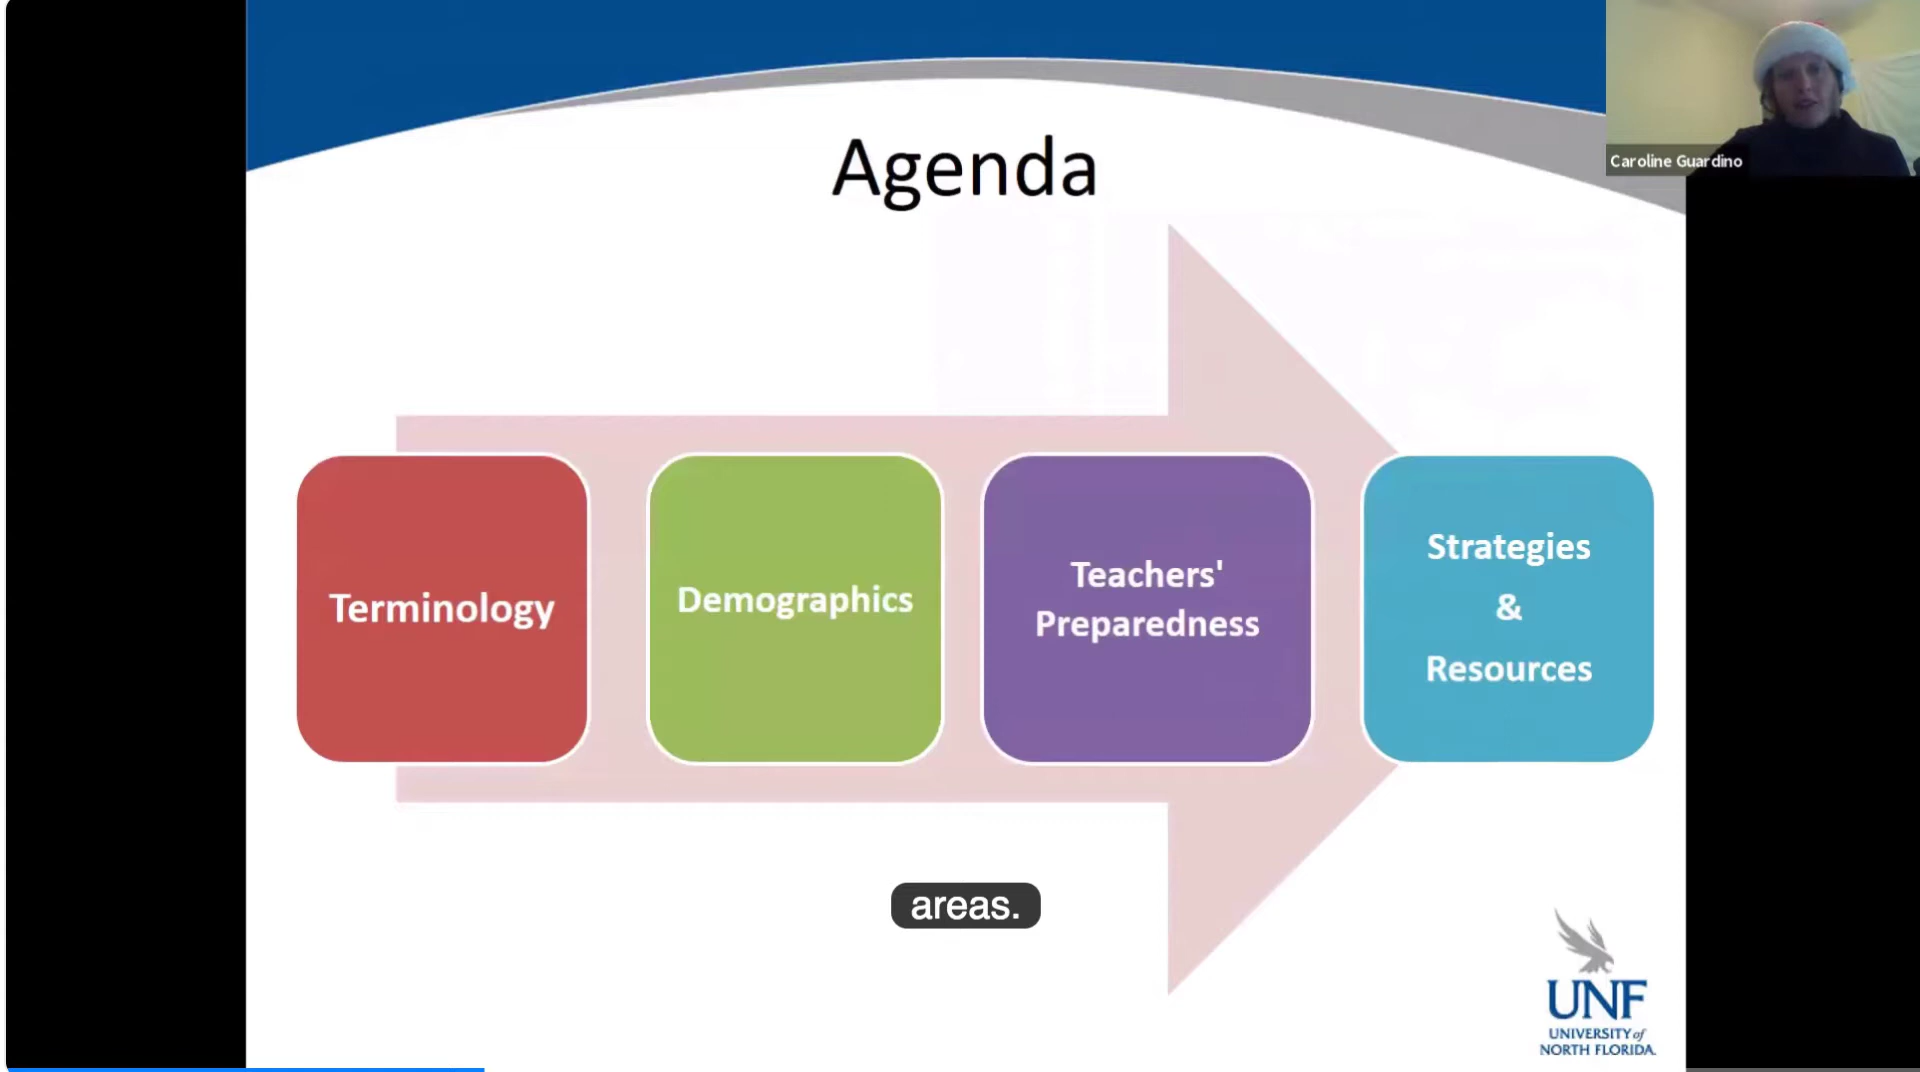 Caroline Guardino
Agenda
Terminology
Demographics
Teachers'
Preparedness
Strategies
&
Resources
areas.
UNF
UNIVERSITY of
NORTH FLORIDA.